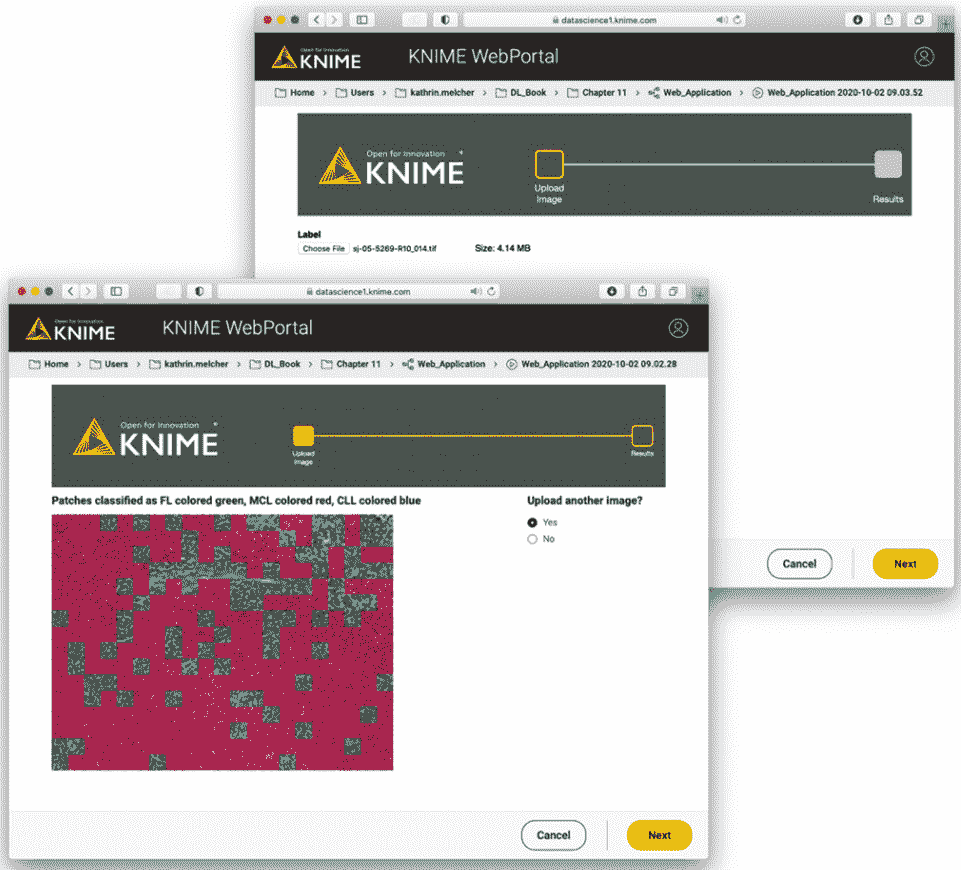 datascience1.knime.com
Open for Innovation
KNIME
KNIME WebPortal
Home > Users > kathrin.melcher > DL_Book > Chapter 11 > Web_Application > Web_Application 2020-10-02 09.03.52
Open for Innovation
KNIME
Upload
Image
Results
Label
Choose File sj-05-5269-R10_014.tif Size: 4.14 MB
Cancel
Next
datascience1.knime.com
Open for Innovation
KNIME
KNIME WebPortal
Home > Users > kathrin.melcher > DL_Book > Chapter 11 > Web_Application > Web_Application 2020-10-02 09.02.28
Open for Innovation
KNIME
Upload
Image
Results
Patches classified as FL colored green, MCL colored red, CLL colored blue
Upload another image?
Yes
No
Cancel
Next